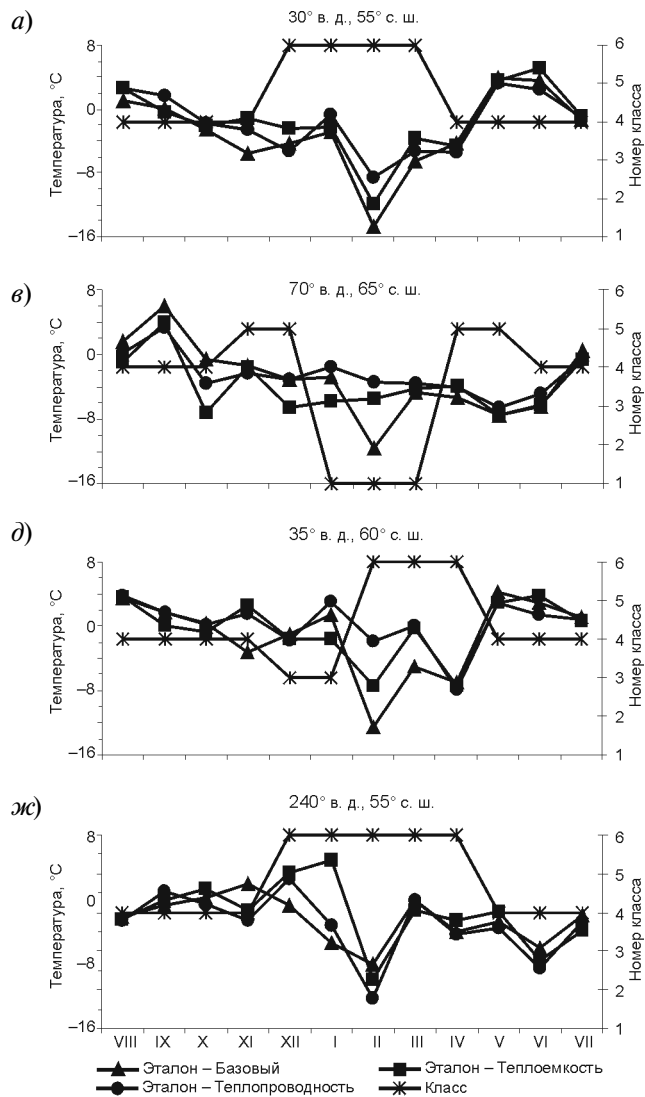 а)
30° в. д., 55° с. ш.
Температура, °С
8
0
–8
–16
6
5
4
3
2
1
Номер класса
в)
70° в. д., 65° с. ш.
Температура, °С
8
0
–8
–16
6
5
4
3
2
1
Номер класса
д)
35° в. д., 60° с. ш.
Температура, °С
8
0
–8
–16
6
5
4
3
2
1
Номер класса
ж)
240° в. д., 55° с. ш.
Температура, °С
8
0
–8
–16
6
5
4
3
2
1
Номер класса
VIII IX X XI XII I II III IV V VI VII
Эталон – Базовый Эталон – Теплоемкость
Эталон – Теплопроводность Класс